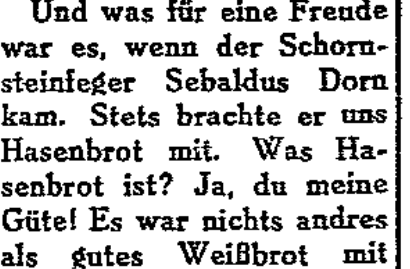 Und was für eine Freude
war es, wenn der Schorn-
steinfeger Sebaldus Dorn
kam. Stets brachte er uns
Hasenbrot mit. Was Ha-
senbrot ist? Ja, du meine
Güte! Es war nichts andres
als gutes Weißbrot mit